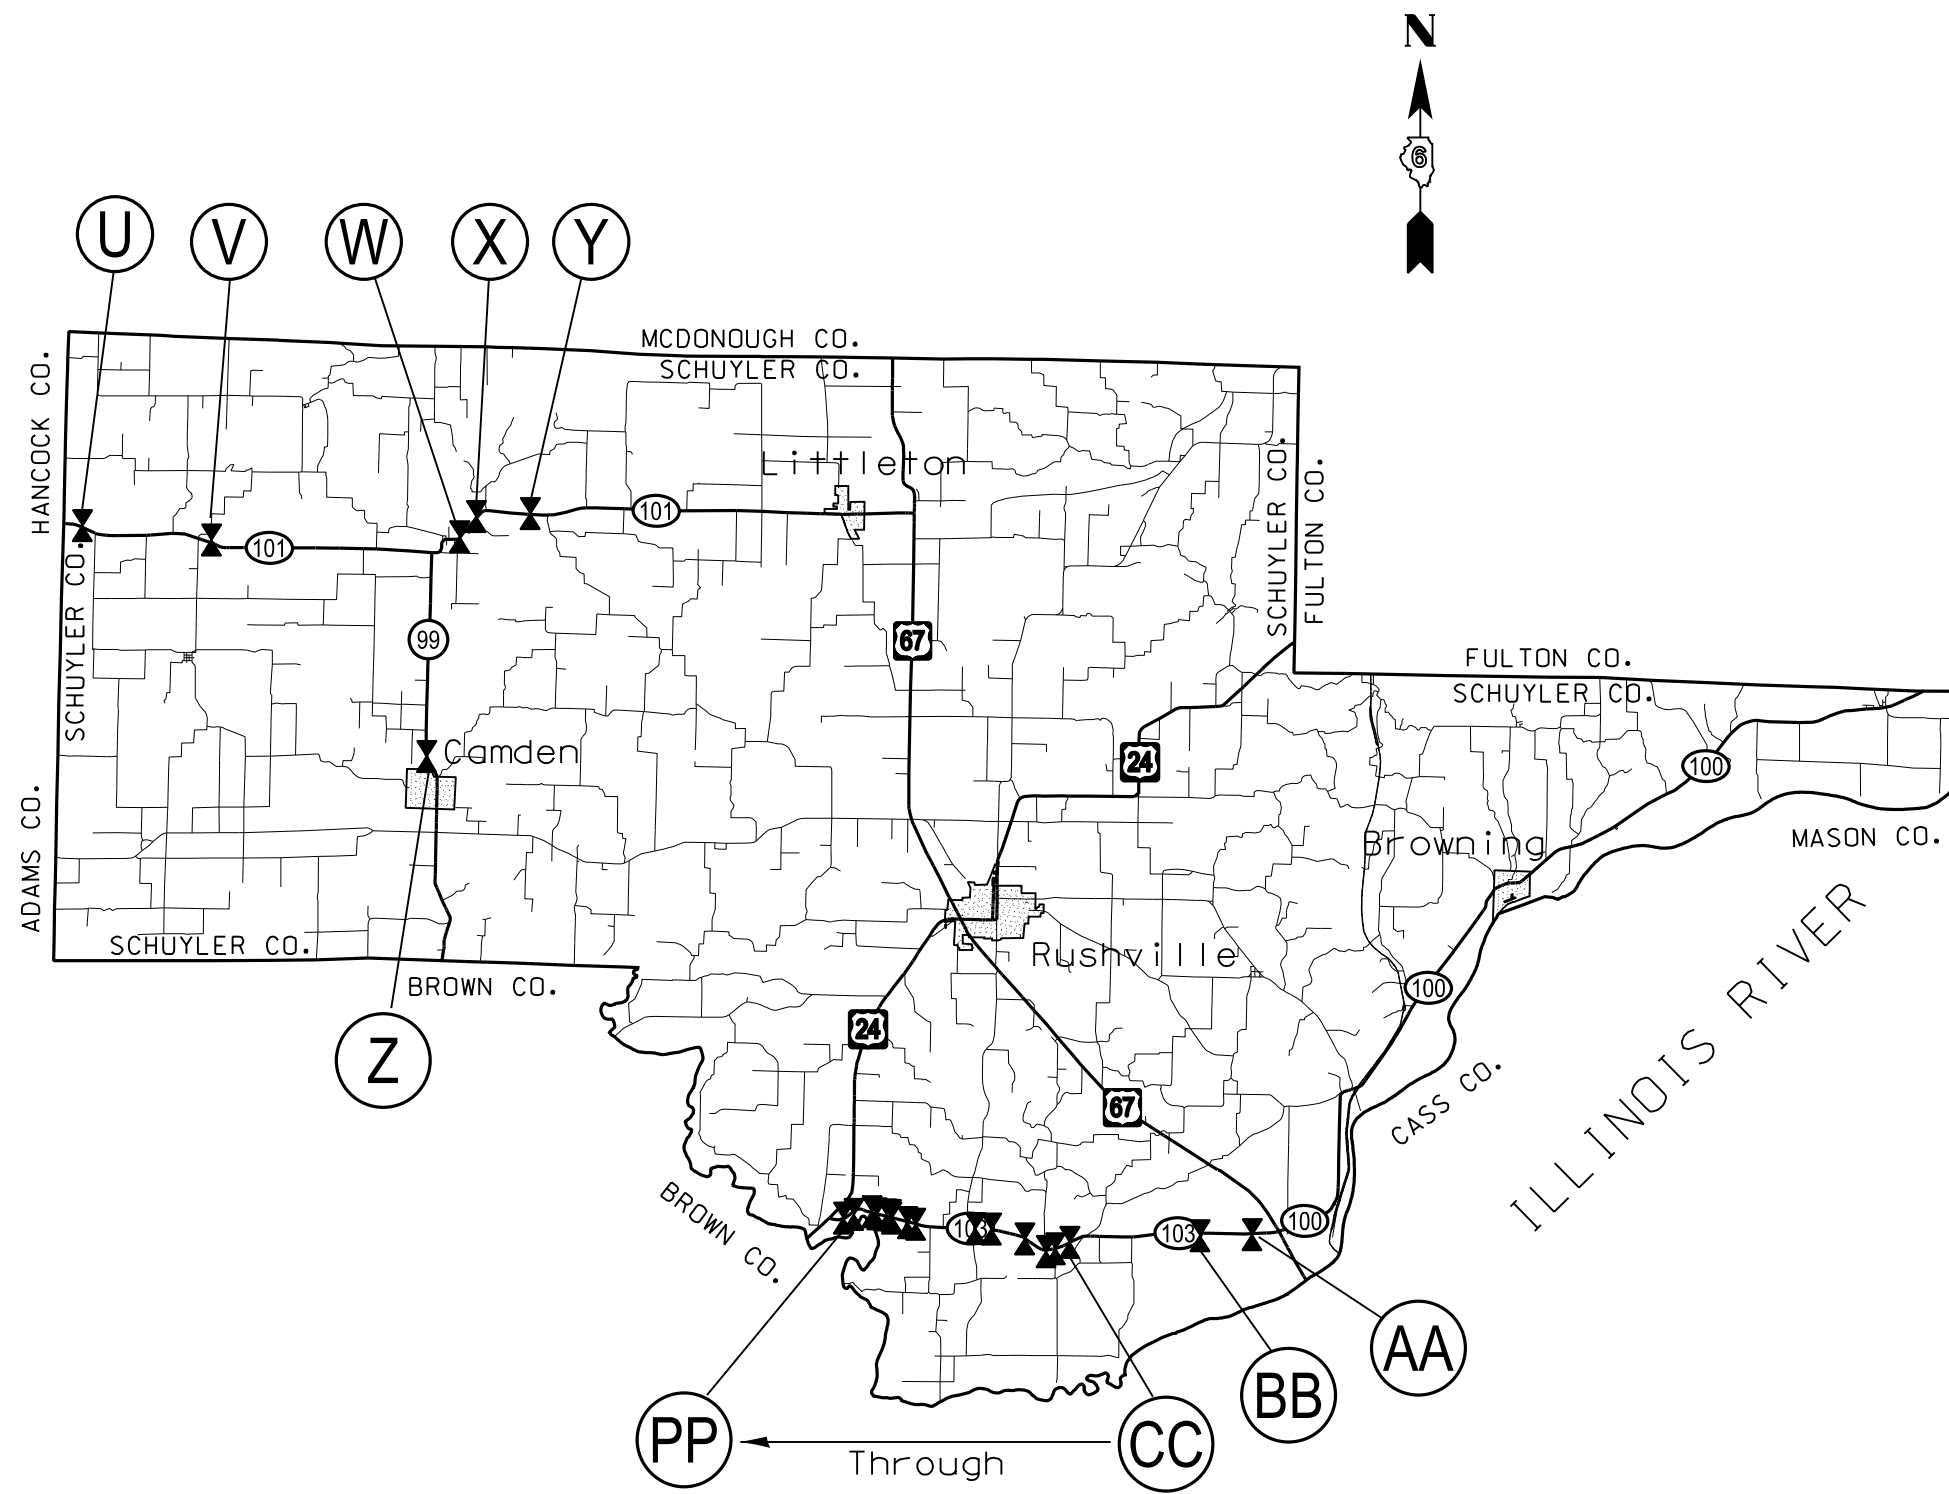 N
6
U
V
W
X
Y
MCDONOUGH CO.
SCHUYLER CO.
HANCOCK CO.
SCHUYLER CO.
ADAMS CO.
Littleton
101
101
99
67
SCHUYLER CO.
FULTON CO.
FULTON CO.
SCHUYLER CO.
Camden
24
100
Browning
MASON CO.
SCHUYLER CO.
BROWN CO.
Rushville
100
ILLINOIS RIVER
24
Z
67
CASS CO.
BROWN CO.
103
103
100
AA
BB
PP
CC
Through